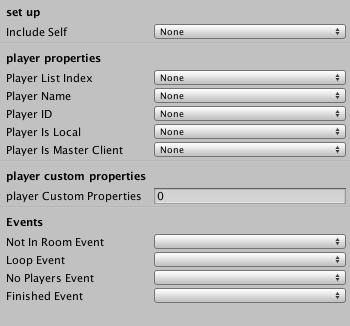 set up
Include Self None
player properties
Player List Index None
Player Name None
Player ID None
Player Is Local None
Player Is Master Client None
player custom properties
player Custom Properties 0
Events
Not In Room Event
Loop Event
No Players Event
Finished Event